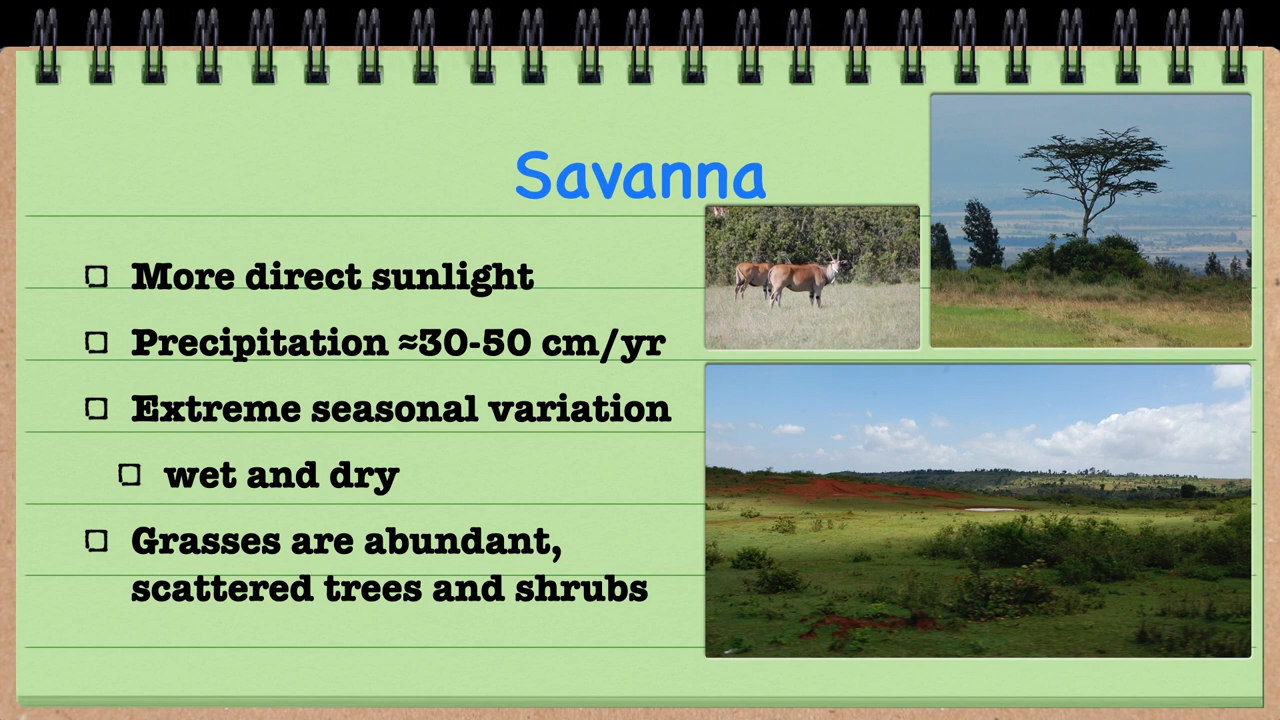 Savanna
More direct sunlight
Precipitation ≈30-50 cm/yr
Extreme seasonal variation
wet and dry
Grasses are abundant,
scattered trees and shrubs